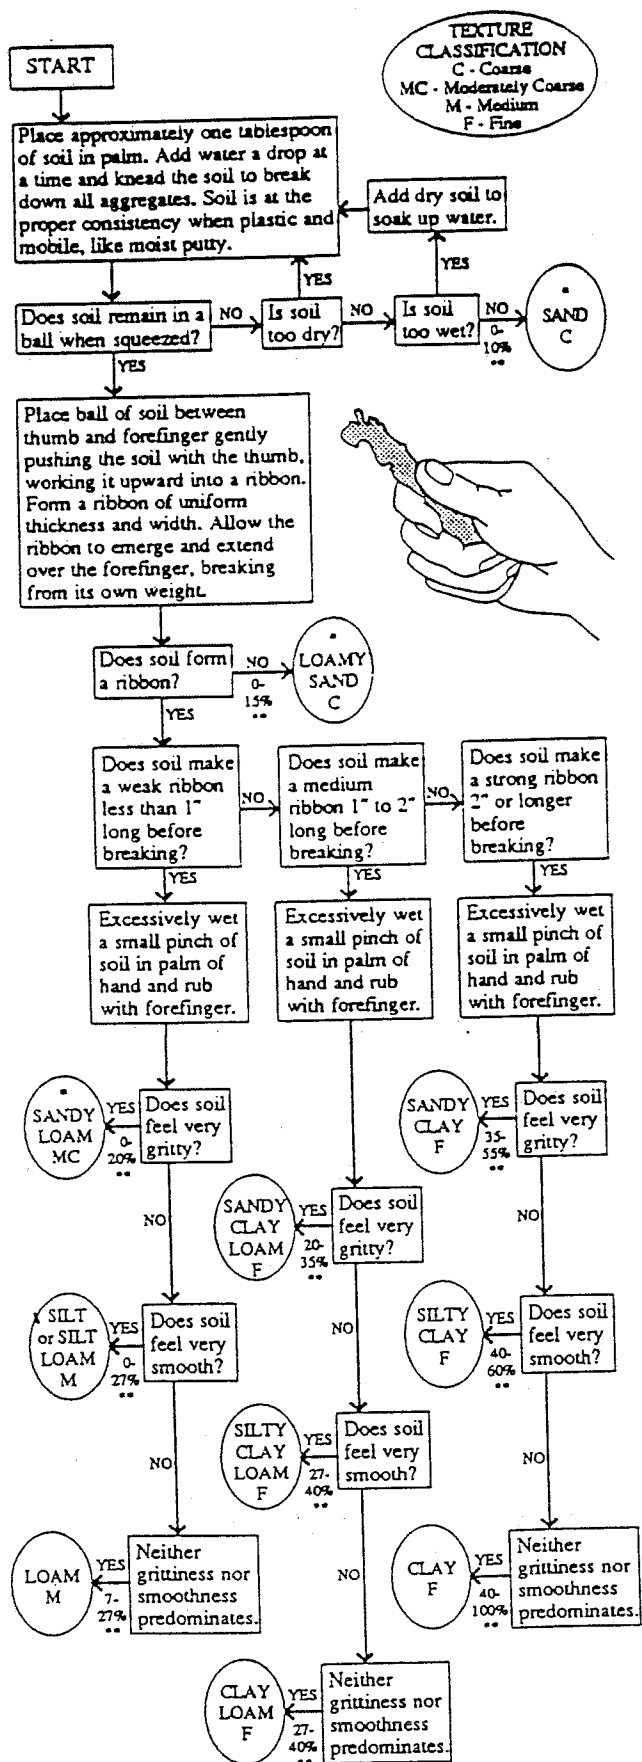 TEXTURE
CLASSIFICATION
C - Coarse
MC - Moderately Coarse
M - Medium
F - Fine
START
Place approximately one tablespoon
of soil in palm. Add water a drop at
a time and knead the soil to break
down all aggregates. Soil is at the
proper consistency when plastic and
mobile, like moist putty.
Add dry soil to
soak up water.
YES
YES
Does soil remain in a
ball when squeezed?
NO
Is soil
too dry?
NO
Is soil
too wet?
NO
0-
10%
**
*
SAND
C
YES
Place ball of soil between
thumb and forefinger gently
pushing the soil with the thumb,
working it upward into a ribbon.
Form a ribbon of uniform
thickness and width. Allow the
ribbon to emerge and extend
over the forefinger, breaking
from its own weight.
Does soil form
a ribbon?
NO
0-
15%
**
*
LOAMY
SAND
C
YES
Does soil make
a weak ribbon
less than 1"
long before
breaking?
NO
Does soil make
a medium
ribbon 1" to 2"
long before
breaking?
NO
Does soil make
a strong ribbon
2" or longer
before
breaking?
YES
YES
YES
Excessively wet
a small pinch of
soil in palm of
hand and rub
with forefinger.
Excessively wet
a small pinch of
soil in palm of
hand and rub
with forefinger.
Excessively wet
a small pinch of
soil in palm of
hand and rub
with forefinger.
*
SANDY
LOAM
MC
YES
0-
20%
**
Does soil
feel very
gritty?
SANDY
CLAY
F
YES
35-
55%
**
Does soil
feel very
gritty?
NO
SANDY
CLAY
LOAM
F
YES
20-
35%
**
Does soil
feel very
gritty?
NO
SILT
or SILT
LOAM
M
YES
0-
27%
**
Does soil
feel very
smooth?
NO
SILTY
CLAY
F
YES
40-
60%
**
Does soil
feel very
smooth?
NO
SILTY
CLAY
LOAM
F
YES
27-
40%
**
Does soil
feel very
smooth?
NO
LOAM
M
YES
7-
27%
**
Neither
grittiness nor
smoothness
predominates.
NO
CLAY
F
YES
40-
100%
**
Neither
grittiness nor
smoothness
predominates.
CLAY
LOAM
F
YES
27-
40%
**
Neither
grittiness nor
smoothness
predominates.